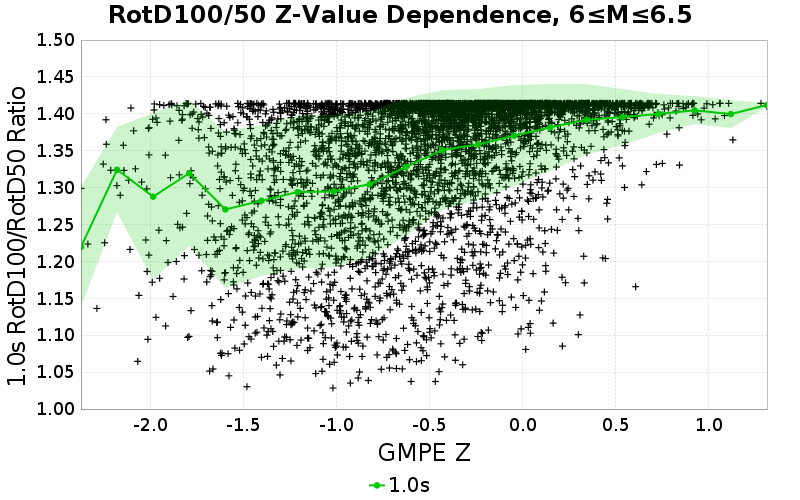 RotD100/50 Z-Value Dependence, 6≤M≤6.5
1.0s RotD100/RotD50 Ratio
1.50
1.45
1.40
1.35
1.30
1.25
1.20
1.15
1.10
1.05
1.00
-2.0 -1.5 -1.0 -0.5 0.0 0.5 1.0
GMPE Z
1.0s